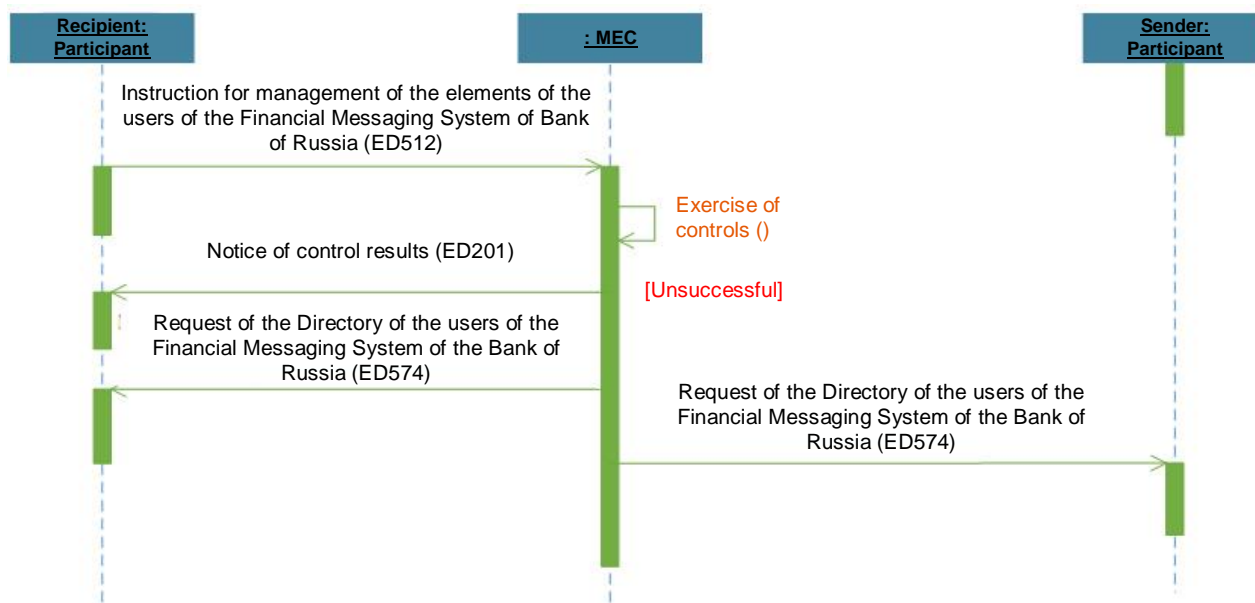 Recipient:
Participant
: MEC
Sender:
Participant
Instruction for management of the elements of the
users of the Financial Messaging System of Bank
of Russia (ED512)
Exercise of
controls ()
Notice of control results (ED201)
[Unsuccessful]
Request of the Directory of the users of the
Financial Messaging System of the Bank of
Russia (ED574)
Request of the Directory of the users of the
Financial Messaging System of the Bank of
Russia (ED574)